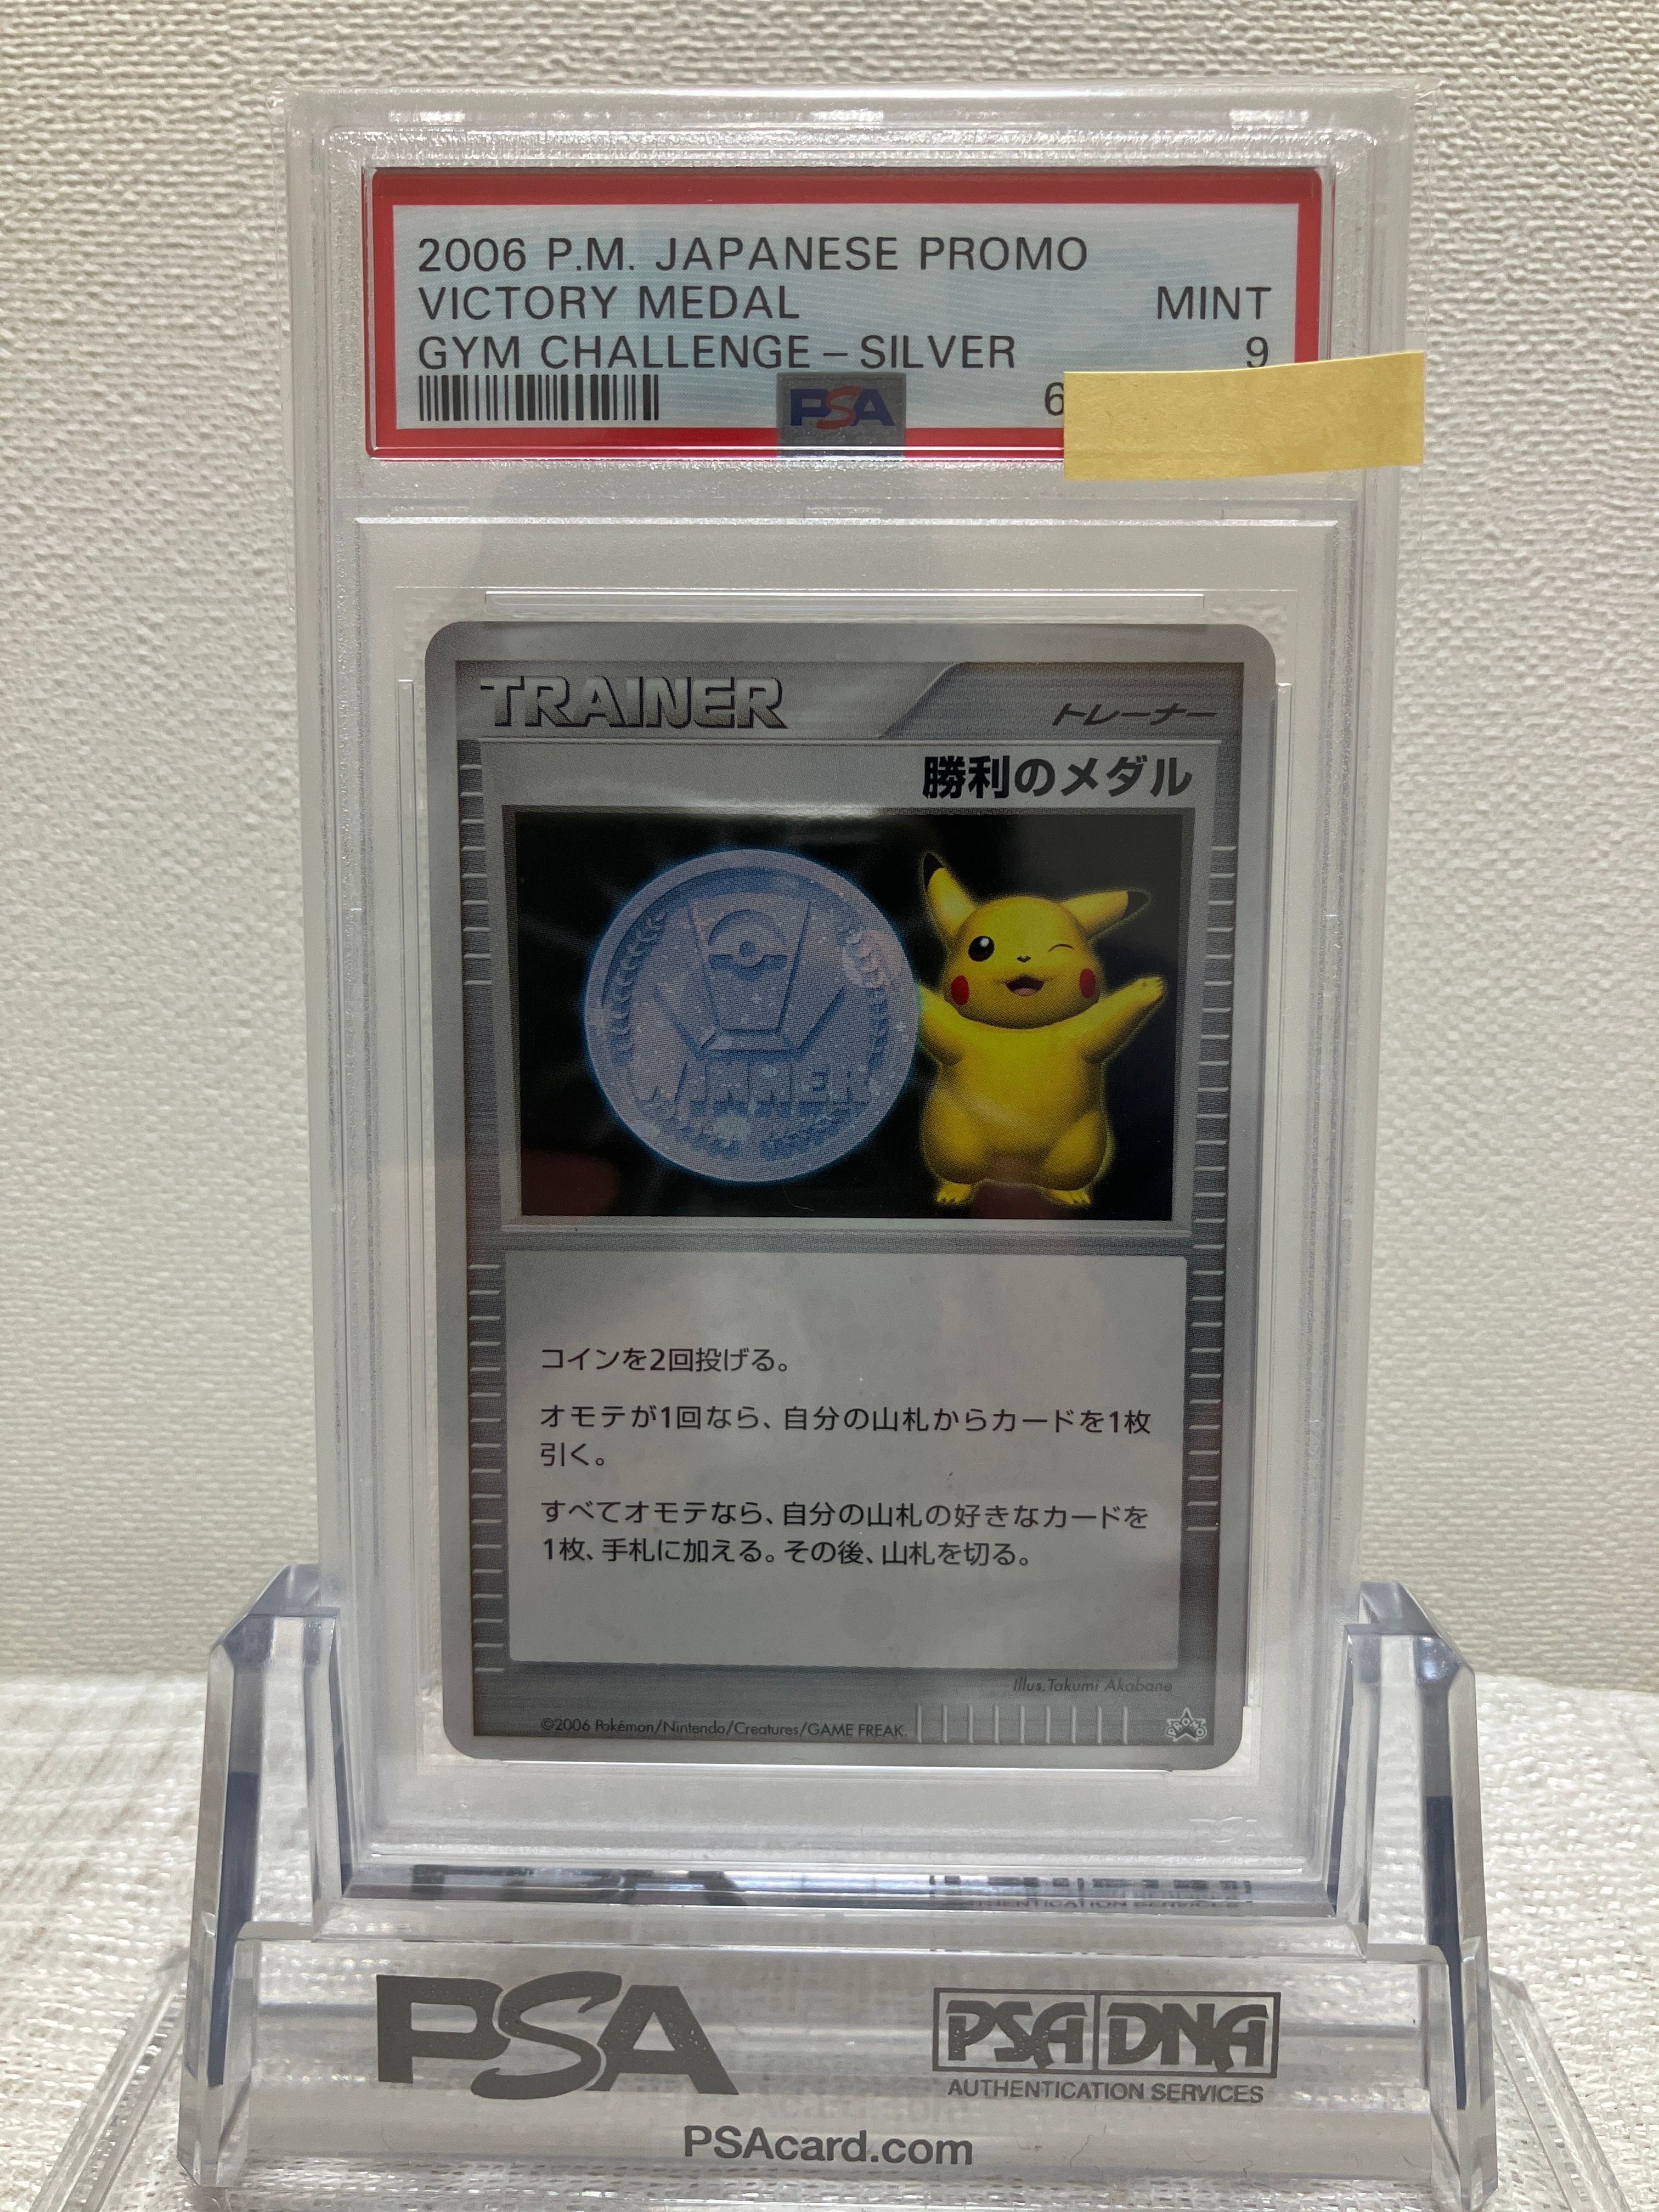 2006 P.M. JAPANESE PROMO
VICTORY MEDAL MINT
GYM CHALLENGE – SILVER 9
PSA 6
TRAINER トレーナー
勝利のメダル
WINNER
コインを2回投げる。
オモテが1回なら、自分の山札からカードを1枚
引く。
すべてオモテなら、自分の山札の好きなカードを
1枚、手札に加える。その後、山札を切る。
Illus. Takumi Akabane
©2006 Pokémon/Nintendo/Creatures/GAME FREAK.
PROMO
PSA PSA DNA
AUTHENTICATION SERVICES
PSAcard.com